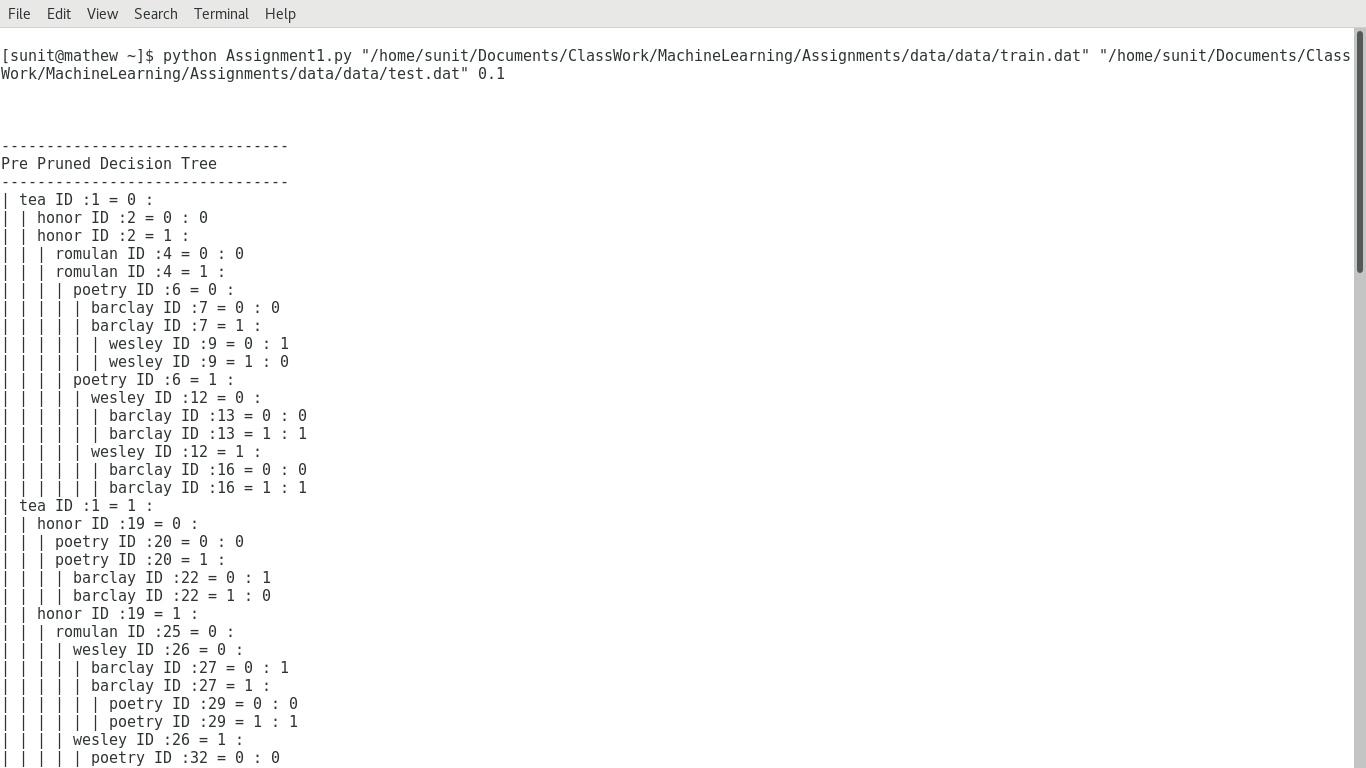 File Edit View Search Terminal Help
[sunit@mathew ~]$ python Assignment1.py "/home/sunit/Documents/ClassWork/MachineLearning/Assignments/data/data/train.dat" "/home/sunit/Documents/Class
Work/MachineLearning/Assignments/data/data/test.dat" 0.1
--------------------------------
Pre Pruned Decision Tree
--------------------------------
| tea ID :1 = 0 :
| | honor ID :2 = 0 : 0
| | honor ID :2 = 1 :
| | | romulan ID :4 = 0 : 0
| | | romulan ID :4 = 1 :
| | | | poetry ID :6 = 0 :
| | | | | barclay ID :7 = 0 : 0
| | | | | barclay ID :7 = 1 :
| | | | | | wesley ID :9 = 0 : 1
| | | | | | wesley ID :9 = 1 : 0
| | | | poetry ID :6 = 1 :
| | | | | wesley ID :12 = 0 :
| | | | | | barclay ID :13 = 0 : 0
| | | | | | barclay ID :13 = 1 : 1
| | | | | wesley ID :12 = 1 :
| | | | | | barclay ID :16 = 0 : 0
| | | | | | barclay ID :16 = 1 : 1
| tea ID :1 = 1 :
| | honor ID :19 = 0 :
| | | poetry ID :20 = 0 : 0
| | | poetry ID :20 = 1 :
| | | | barclay ID :22 = 0 : 1
| | | | barclay ID :22 = 1 : 0
| | honor ID :19 = 1 :
| | | romulan ID :25 = 0 :
| | | | wesley ID :26 = 0 :
| | | | | barclay ID :27 = 0 : 1
| | | | | barclay ID :27 = 1 :
| | | | | | poetry ID :29 = 0 : 0
| | | | | | poetry ID :29 = 1 : 1
| | | | wesley ID :26 = 1 :
| | | | | poetry ID :32 = 0 : 0